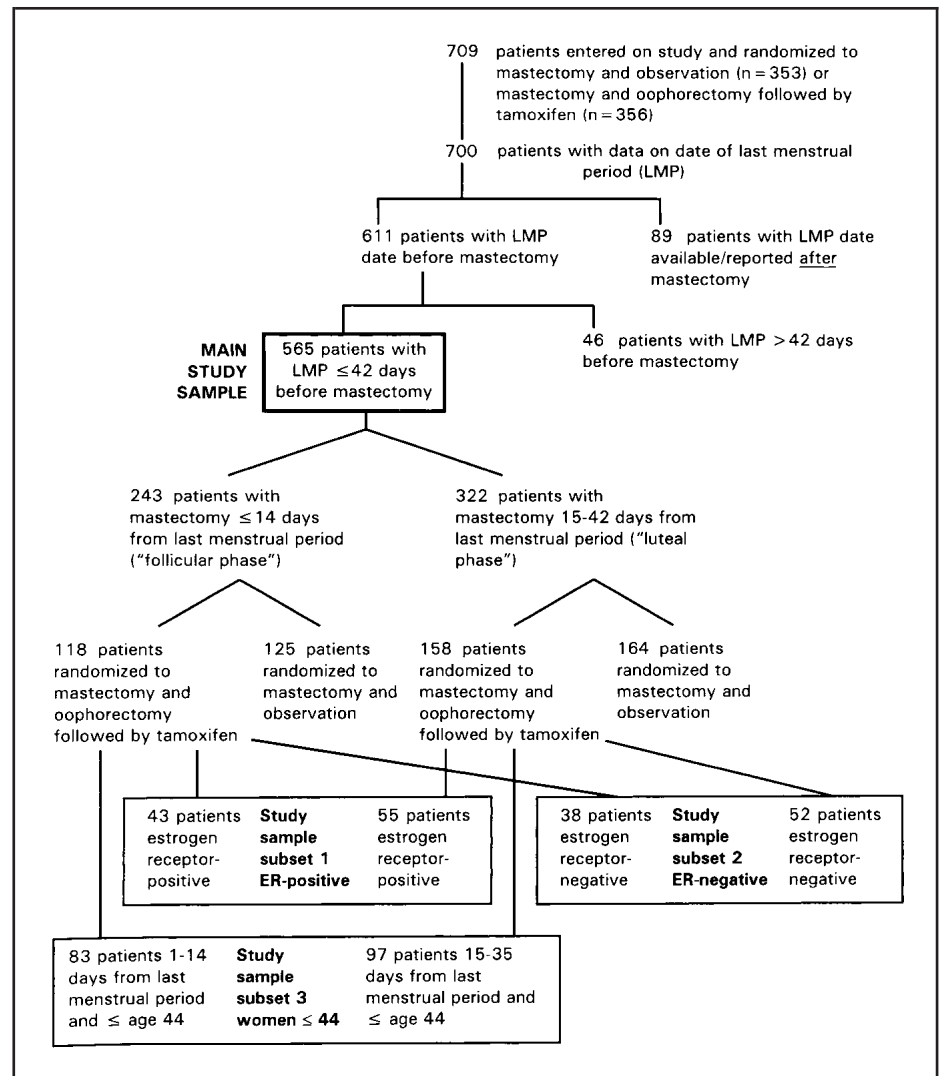 709 patients entered on study and randomized to
mastectomy and observation (n = 353) or
mastectomy and oophorectomy followed by
tamoxifen (n = 356)
700 patients with data on date of last menstrual
period (LMP)
611 patients with LMP
date before mastectomy
89 patients with LMP date
available/reported after
mastectomy
MAIN
STUDY
SAMPLE
565 patients with
LMP ≤42 days
before mastectomy
46 patients with LMP > 42 days
before mastectomy
243 patients with
mastectomy ≤ 14 days
from last menstrual period
("follicular phase")
322 patients with
mastectomy 15-42 days from
last menstrual period ("luteal
phase")
118 patients
randomized to
mastectomy and
oophorectomy
followed by tamoxifen
125 patients
randomized to
mastectomy and
observation
158 patients
randomized to
mastectomy and
oophorectomy
followed by tamoxifen
164 patients
randomized to
mastectomy and
observation
43 patients
estrogen
receptor-
positive
Study
sample
subset 1
ER-positive
55 patients
estrogen
receptor-
positive
38 patients
estrogen
receptor-
negative
Study
sample
subset 2
ER-negative
52 patients
estrogen
receptor-
negative
83 patients 1-14
days from last
menstrual period
and ≤ age 44
Study
sample
subset 3
women ≤ 44
97 patients 15-35
days from last
menstrual period and
≤ age 44